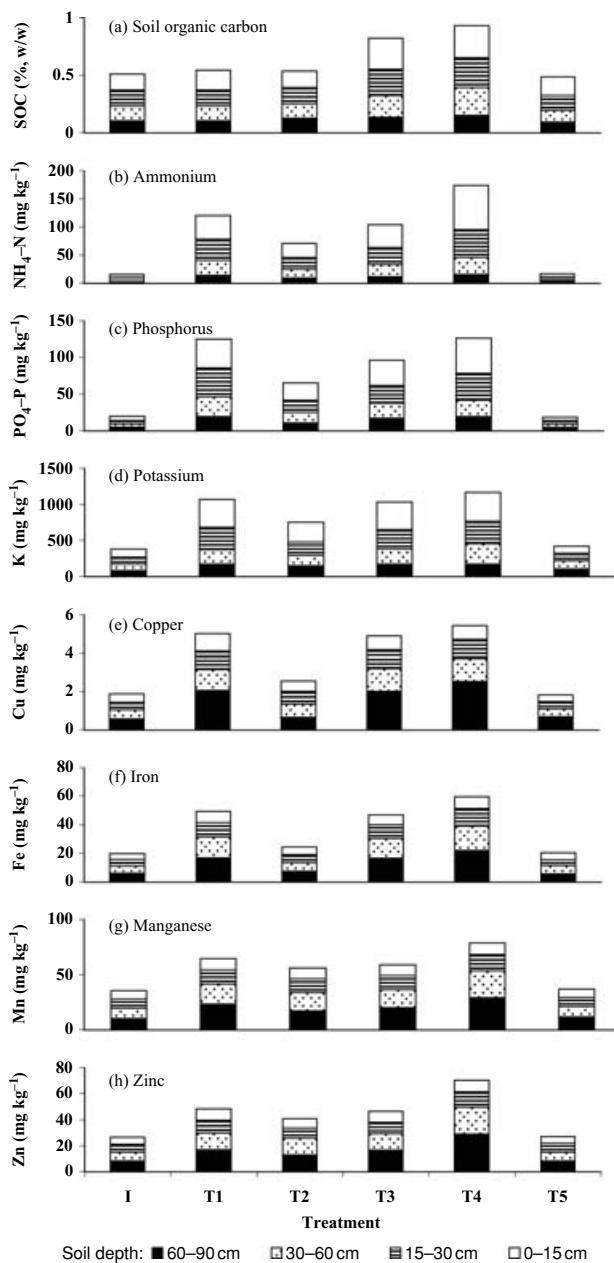 (a) Soil organic carbon
SOC (%, w/w)
1
0.5
0
(b) Ammonium
NH₄–N (mg kg⁻¹)
200
150
100
50
0
(c) Phosphorus
PO₄–P (mg kg⁻¹)
150
100
50
0
(d) Potassium
K (mg kg⁻¹)
1500
1000
500
0
(e) Copper
Cu (mg kg⁻¹)
6
4
2
0
(f) Iron
Fe (mg kg⁻¹)
80
60
40
20
0
(g) Manganese
Mn (mg kg⁻¹)
100
50
0
(h) Zinc
Zn (mg kg⁻¹)
80
60
40
20
0
I T1 T2 T3 T4 T5
Treatment
Soil depth: 60–90 cm 30–60 cm 15–30 cm 0–15 cm